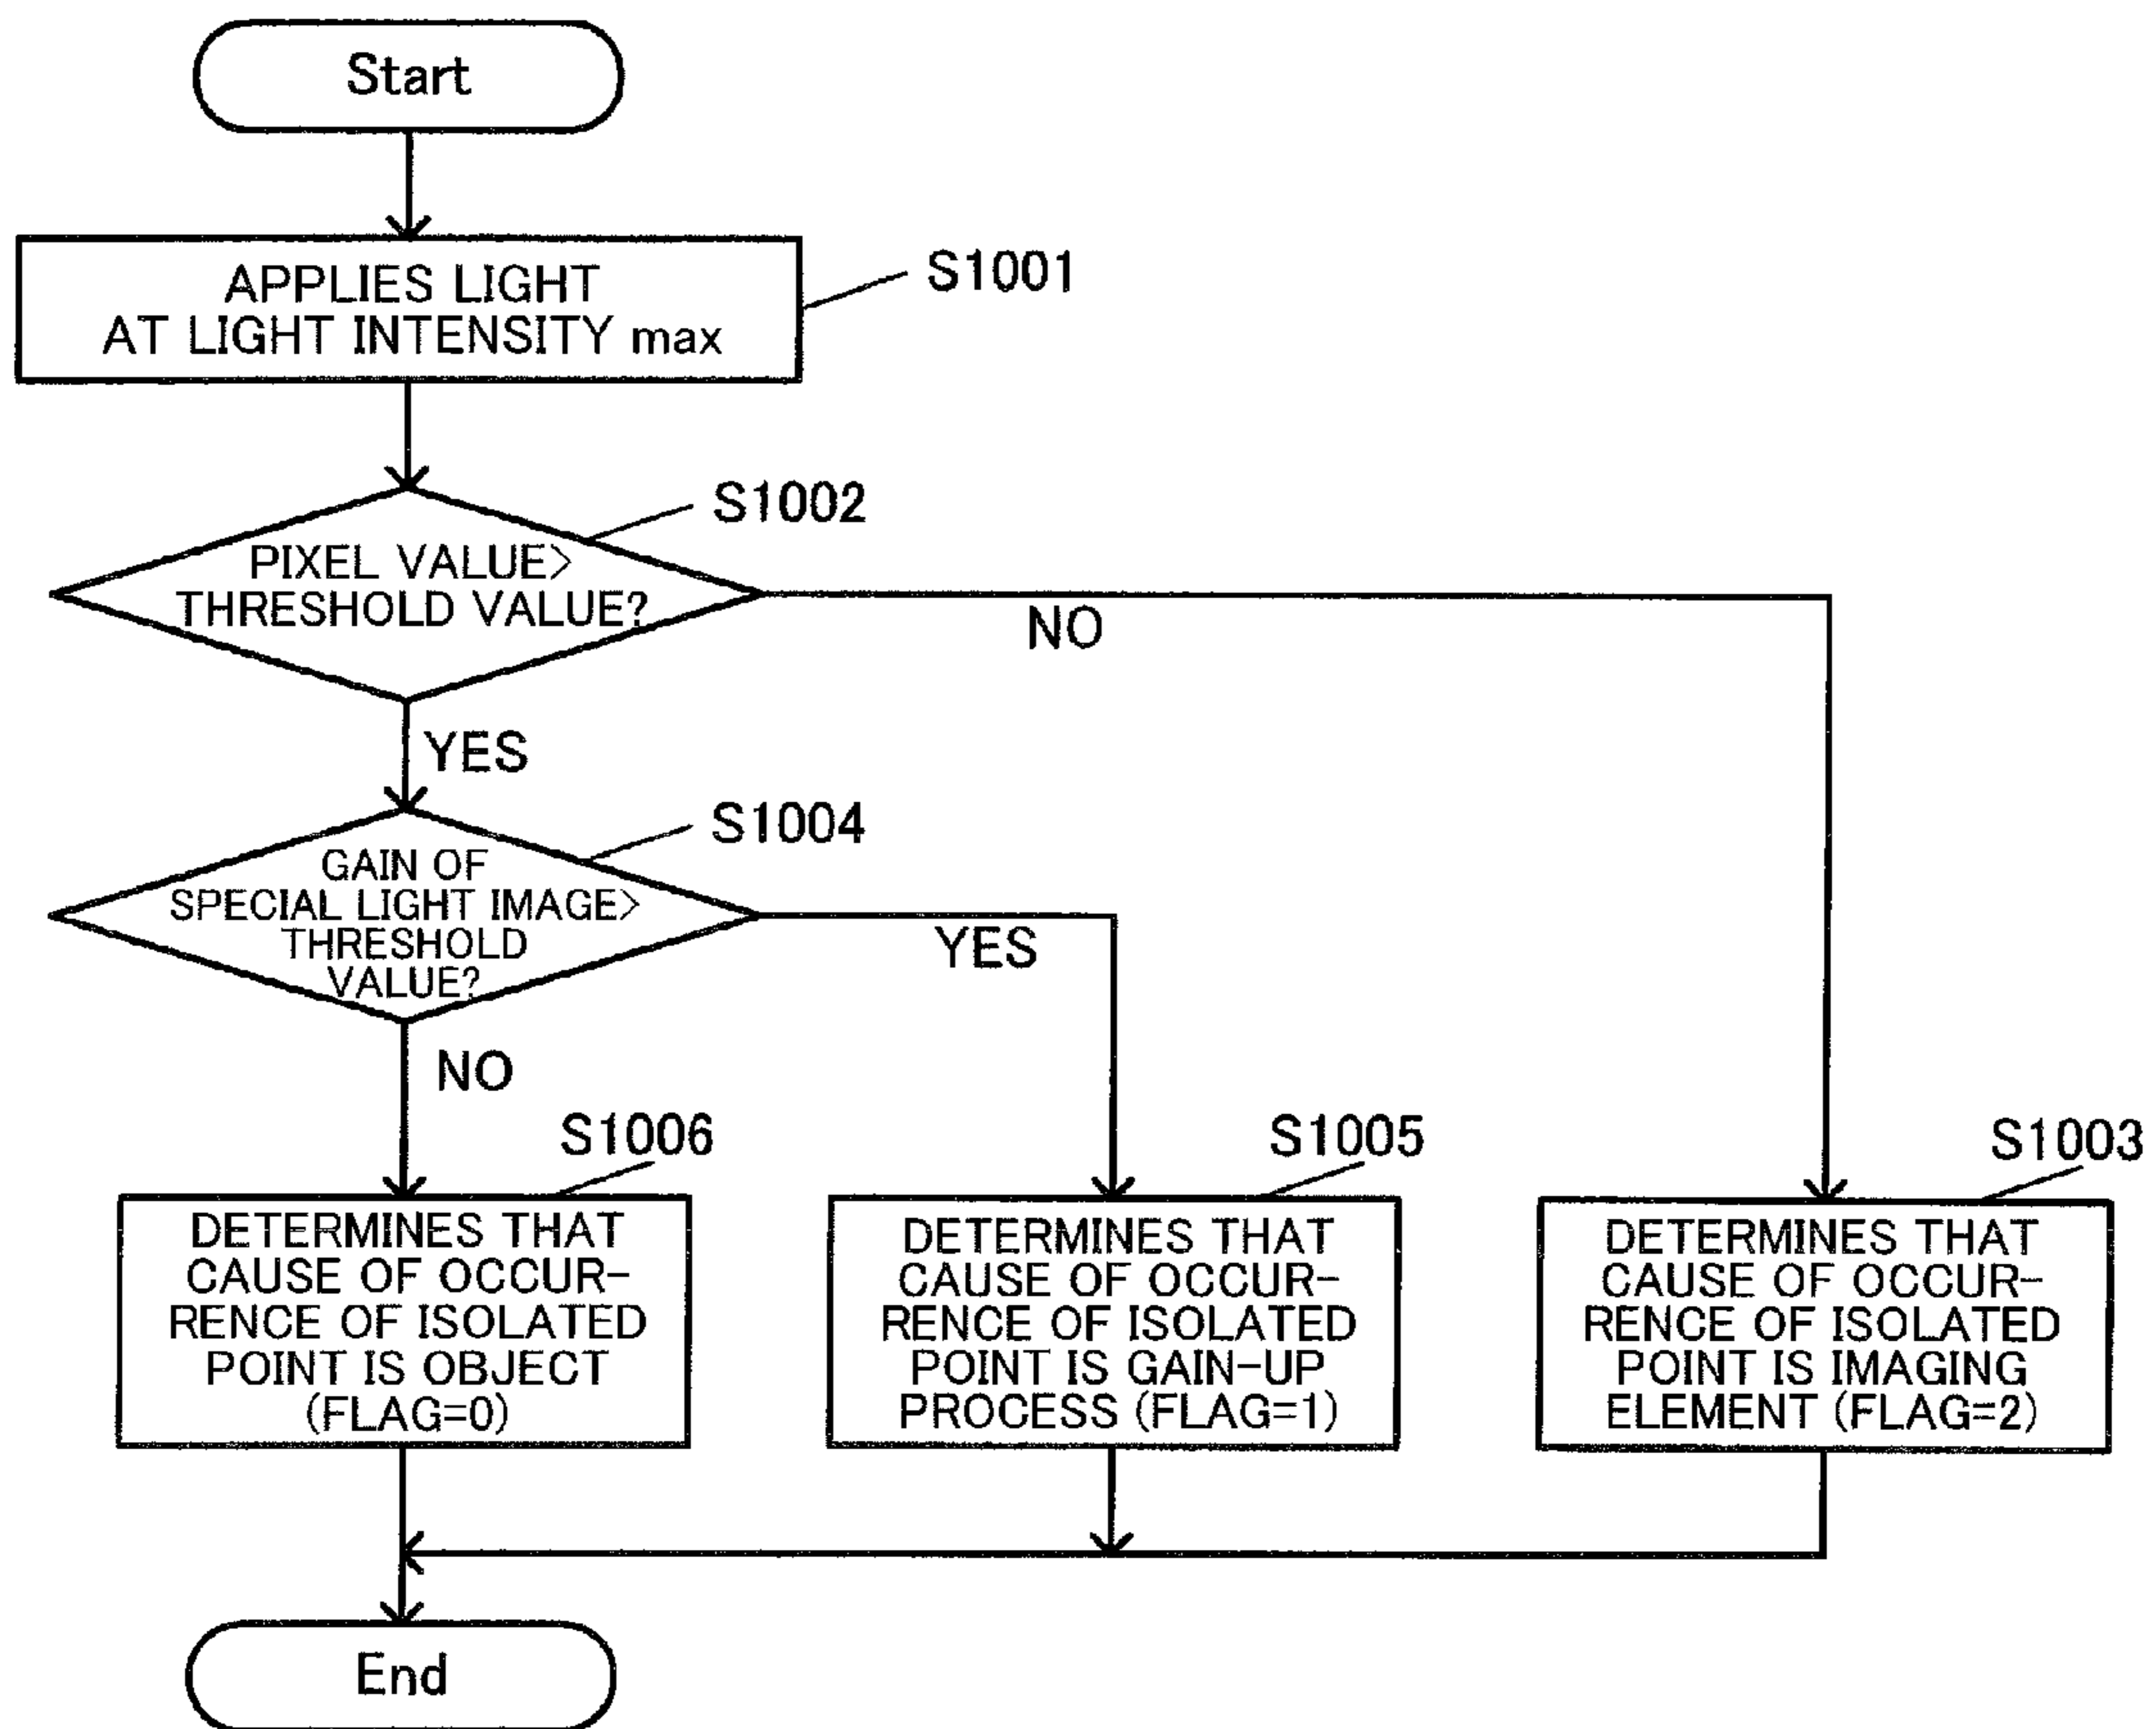 Start
APPLIES LIGHT
AT LIGHT INTENSITY max
S1001
S1002
PIXEL VALUE>
THRESHOLD VALUE?
NO
YES
S1004
GAIN OF
SPECIAL LIGHT IMAGE>
THRESHOLD
VALUE?
YES
NO
S1006
DETERMINES THAT
CAUSE OF OCCUR-
RENCE OF ISOLATED
POINT IS OBJECT
(FLAG=0)
S1005
DETERMINES THAT
CAUSE OF OCCUR-
RENCE OF ISOLATED
POINT IS GAIN-UP
PROCESS (FLAG=1)
S1003
DETERMINES THAT
CAUSE OF OCCUR-
RENCE OF ISOLATED
POINT IS IMAGING
ELEMENT (FLAG=2)
End